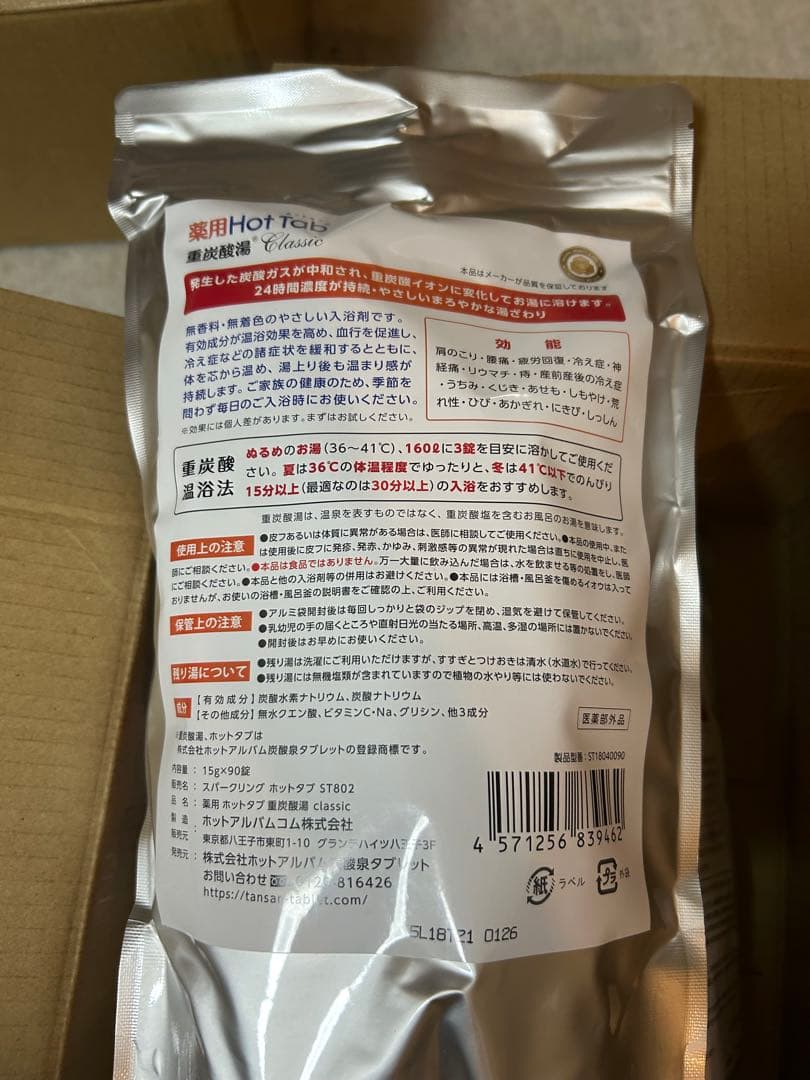 薬用Hot Tab
重炭酸湯® Classic
本品はメーカーが品質を保証しております
発生した炭酸ガスが中和され、重炭酸イオンに変化してお湯に溶けます。
24時間濃度が持続・やさしいまろやかな湯ざわり
無香料・無着色のやさしい入浴剤です。
有効成分が温浴効果を高め、血行を促進し、
冷え症などの諸症状を緩和するとともに、
体を芯から温め、湯上り後も温まり感が
持続します。ご家族の健康のため、季節を
問わず毎日のご入浴時にお使いください。
※効果には個人差があります。まずはお試しください。
効能
肩のこり・腰痛・疲労回復・冷え症・神
経痛・リウマチ・痔・産前産後の冷え症
・うちみ・くじき・あせも・しもやけ・荒
れ性・ひび・あかぎれ・にきび・しっしん
重炭酸
温浴法
ぬるめのお湯(36〜41℃)、160ℓに3錠を目安に溶かしてご使用くだ
さい。夏は36℃の体温程度でゆったりと、冬は41℃以下でのんびり
15分以上(最適なのは30分以上)の入浴をおすすめします。
重炭酸湯は、温泉を表すものではなく、重炭酸塩を含むお風呂のお湯を意味します。
使用上の注意
●皮フあるいは体質に異常がある場合は、医師に相談してご使用ください。●本品の使用中、また
は使用後に皮フに発疹、発赤、かゆみ、刺激感等の異常が現れた場合は直ちに使用を中止し、医
師にご相談ください。●本品は食品ではありません。万一大量に飲み込んだ場合は、水を飲ませる等の処置をし、医師
にご相談ください。●本品と他の入浴剤等の併用はお避けください。●本品には浴槽・風呂釜を傷めるイオウは入って
おりませんが、お使いの浴槽・風呂釜の説明書をご確認の上、ご利用ください。
保管上の注意
●アルミ袋開封後は毎回しっかりと袋のジップを閉め、湿気を避けて保管してください。
●乳幼児の手の届くところや直射日光の当たる場所、高温、多湿の場所には置かないでください。
●開封後はお早めにお使いください。
残り湯について
●残り湯は洗濯にご利用いただけますが、すすぎとつけおきは清水(水道水)で行ってください。
●残り湯には無機塩類が含まれていますので植物の水やり等には使わないでください。
成分
【有効成分】炭酸水素ナトリウム、炭酸ナトリウム
【その他成分】無水クエン酸、ビタミンC・Na、グリシン、他3成分
医薬部外品
※重炭酸湯、ホットタブは
株式会社ホットアルバム炭酸泉タブレットの登録商標です。
製品型番: ST18040090
内容量: 15g×90錠
販売名: スパークリング ホットタブ ST802
品名: 薬用 ホットタブ重炭酸湯 classic
製造
販売元: ホットアルバムコム株式会社
東京都八王子市東町1-10 グランデハイツ八王子3F
発売元: 株式会社ホットアルバム炭酸泉タブレット
お問い合わせ 0120-816426
https://tansan-tablet.com/
4 571256 839462
紙 ラベル
プラ 外袋
5L18T21 0126